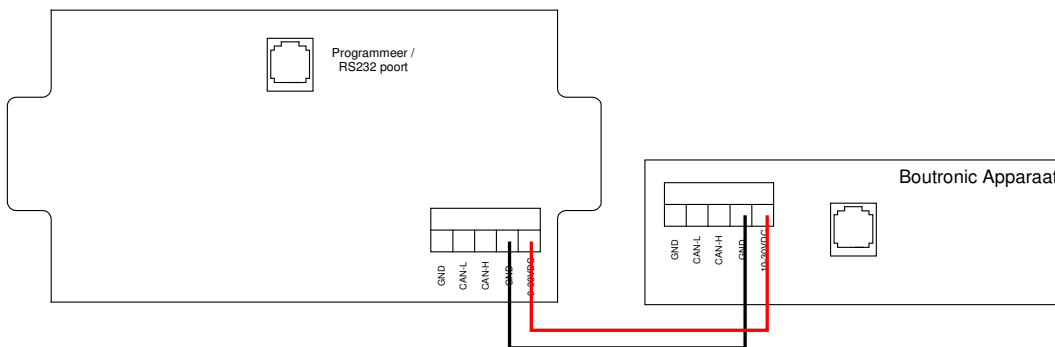 Programmeer /
RS232 poort
Boutronic Apparaat
GND
CAN-L
CAN-H
GND
GND
CAN-L
CAN-H
GND
10-30VDC